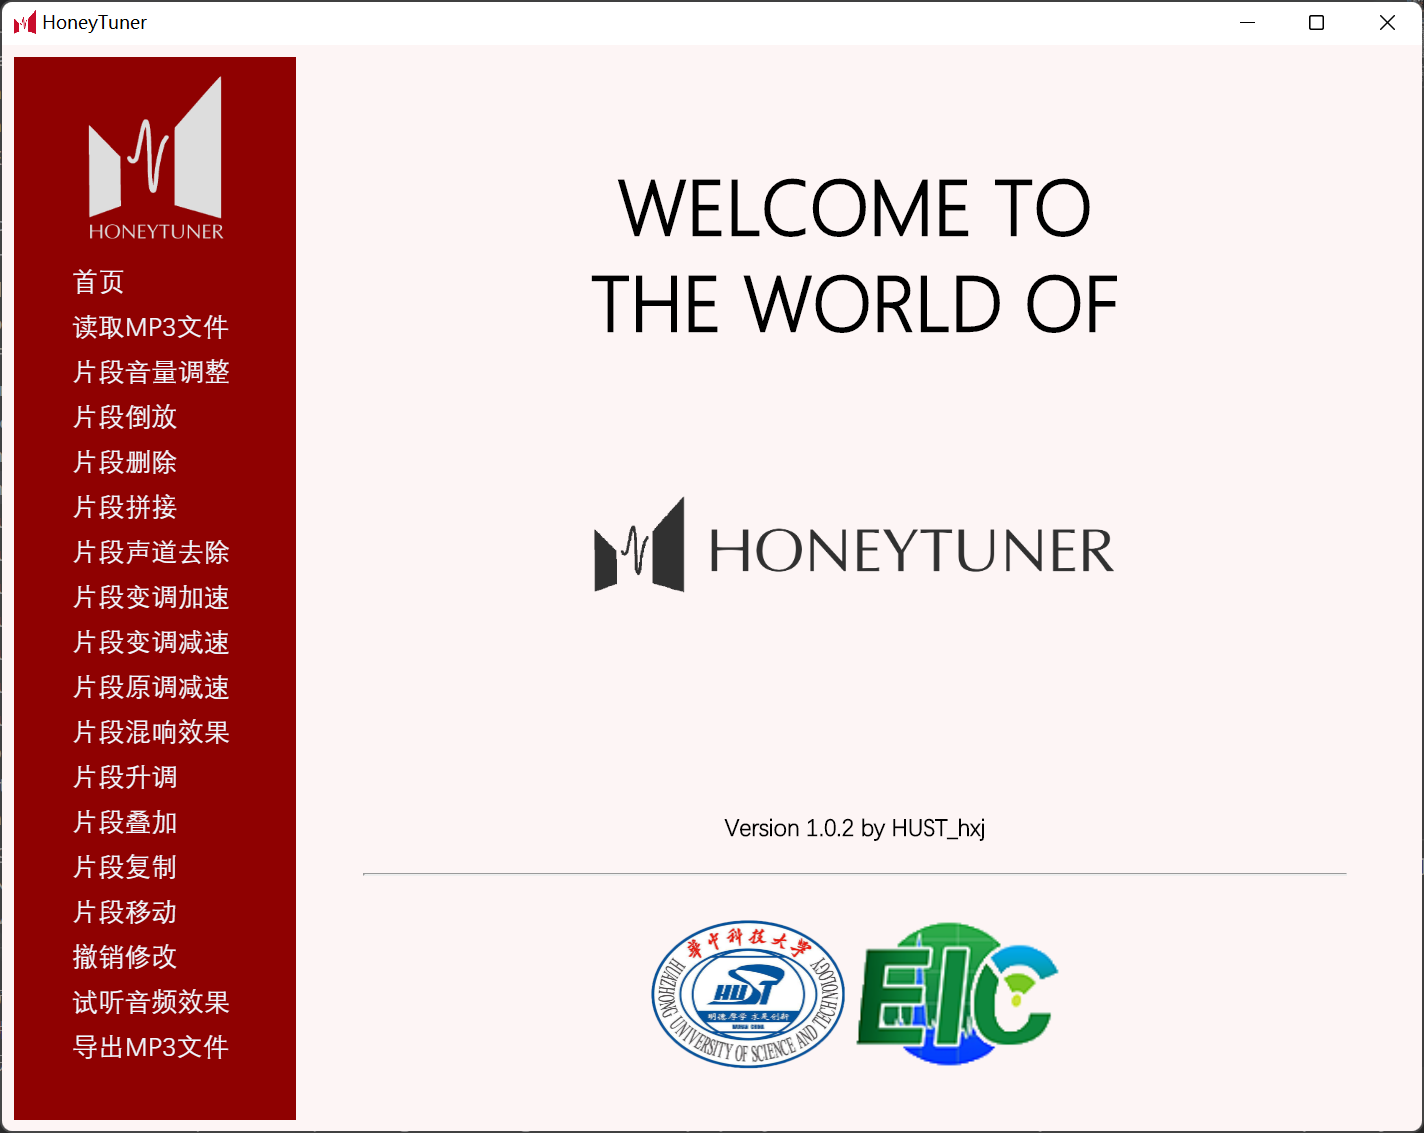 HoneyTuner
HONEYTUNER
首页
读取MP3文件
片段音量调整
片段倒放
片段删除
片段拼接
片段声道去除
片段变调加速
片段变调减速
片段原调减速
片段混响效果
片段升调
片段叠加
片段复制
片段移动
撤销修改
试听音频效果
导出MP3文件
WELCOME TO
THE WORLD OF
HONEYTUNER
Version 1.0.2 by HUST_hxj
华中科技大学
HUST
明德厚学 求是创新
WUHAN CHINA
HUAZHONG UNIVERSITY OF SCIENCE AND TECHNOLOGY
EIC